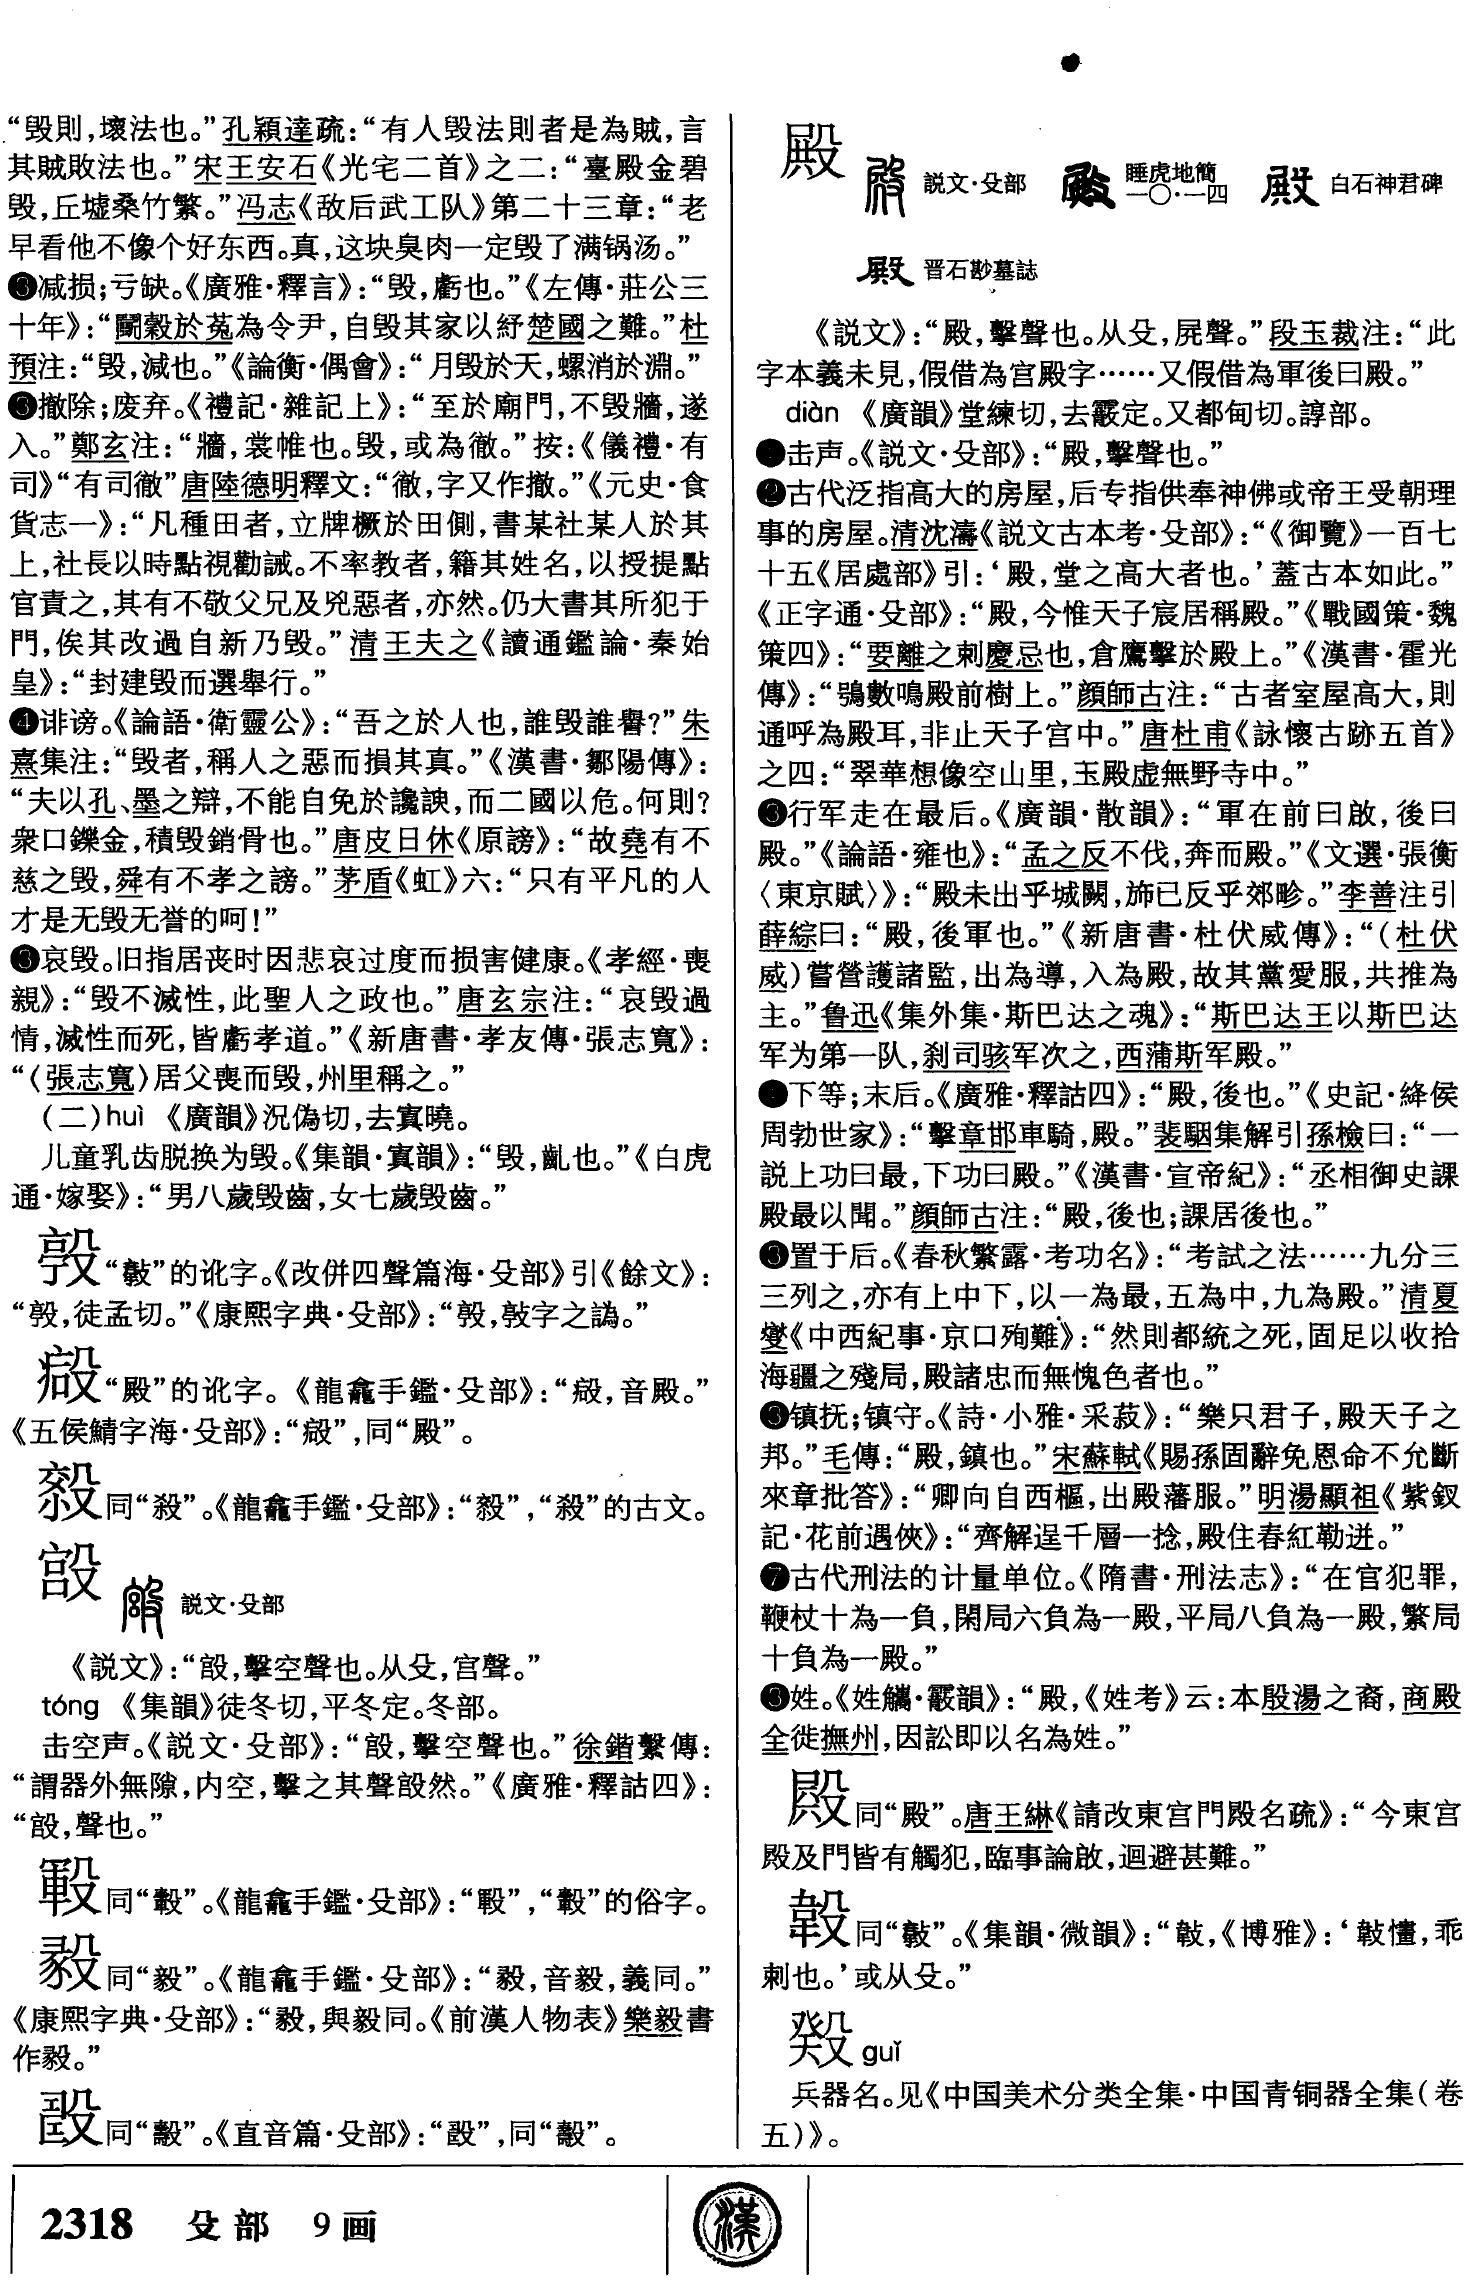 “毁則，壞法也。”孔穎達疏：“有人毁法則者是為賊，言
其賊敗法也。”宋王安石《光宅二首》之二：“臺殿金碧
毁，丘墟桑竹繁。”冯志《敌后武工队》第二十三章：“老
早看他不像个好东西。真，这块臭肉一定毁了满锅汤。”
减损；亏缺。《廣雅·釋言》：“毁，虧也。”《左傳·莊公三
十年》：“鬭穀於菟為令尹，自毁其家以紓楚國之難。”杜
預注：“毁，減也。”《論衡·偶會》：“月毁於天，螺消於淵。”
撤除；废弃。《禮記·雜記上》：“至於廟門，不毁牆，遂
入。”鄭玄注：“牆，裳帷也。毁，或為徹。”按：《儀禮·有
司》“有司徹”唐陸德明釋文：“徹，字又作撤。”《元史·食
貨志一》：“凡種田者，立牌橛於田側，書某社某人於其
上，社長以時點視勸誡。不率教者，籍其姓名，以授提點
官責之，其有不敬父兄及兇惡者，亦然。仍大書其所犯于
門，俟其改過自新乃毁。”清王夫之《讀通鑑論·秦始
皇》：“封建毁而選舉行。”
❹诽谤。《論語·衛靈公》：“吾之於人也，誰毁誰譽？”朱
熹集注：“毁者，稱人之惡而損其真。”《漢書·鄒陽傳》：
“夫以孔、墨之辯，不能自免於讒諛，而二國以危。何則？
衆口鑠金，積毁銷骨也。”唐皮日休《原謗》：“故堯有不
慈之毁，舜有不孝之謗。”茅盾《虹》六：“只有平凡的人
才是无毁无誉的呵！”
哀毁。旧指居丧时因悲哀过度而损害健康。《孝經·喪
親》：“毁不滅性，此聖人之政也。”唐玄宗注：“哀毁過
情，滅性而死，皆虧孝道。”《新唐書·孝友傳·張志寬》：
“（張志寬）居父喪而毁，州里稱之。”
（二）huì 《廣韻》況偽切，去寘曉。
儿童乳齿脱换为毁。《集韻·寘韻》：“毁，齔也。”《白虎
通·嫁娶》：“男八歲毁齒，女七歲毁齒。”
“㪟”的讹字。《改併四聲篇海·殳部》引《餘文》：
，徒孟切。”《康熙字典·殳部》：字之譌。”
“殿”的讹字。《龍龕手鑑·殳部》：音殿。”
《五侯鯖字海·殳部》：同“殿”。
同“殺”。《龍龕手鑑·殳部》：“殺”的古文。
説文·殳部
《説文》：擊空聲也。从殳，宫聲。”
tóng 《集韻》徒冬切，平冬定。冬部。
击空声。《説文·殳部》：擊空聲也。”徐鍇繫傳：
“謂器外無隙，内空，擊之其聲然。”《廣雅·釋詁四》：
聲也。”
同《龍龕手鑑·殳部》：的俗字。
同“毅”。《龍龕手鑑·殳部》：音毅，義同。”
《康熙字典·殳部》：與毅同。《前漢人物表》樂毅書
作
同《直音篇·殳部》：同
殿 説文·殳部 睡虎地簡一〇·一四 白石神君碑
晋石尠墓誌
《説文》：“殿，擊聲也。从殳，㞘聲。”段玉裁注：“此
字本義未見，假借為宫殿字……又假借為軍後曰殿。”
diàn 《廣韻》堂練切，去霰定。又都甸切。諄部。
击声。《説文·殳部》：“殿，擊聲也。”
❷古代泛指高大的房屋，后专指供奉神佛或帝王受朝理
事的房屋。清沈濤《説文古本考·殳部》：“《御覽》一百七
十五《居處部》引：‘殿，堂之高大者也。’蓋古本如此。”
《正字通·殳部》：“殿，今惟天子宸居稱殿。”《戰國策·魏
策四》：“要離之刺慶忌也，倉鷹擊於殿上。”《漢書·霍光
傳》：“鴞數鳴殿前樹上。”顔師古注：“古者室屋高大，則
通呼為殿耳，非止天子宫中。”唐杜甫《詠懷古跡五首》
之四：“翠華想像空山里，玉殿虚無野寺中。”
行军走在最后。《廣韻·散韻》：“軍在前曰啟，後曰
殿。”《論語·雍也》：“孟之反不伐，奔而殿。”《文選·張衡
〈東京賦〉》：“殿未出乎城闕，斾已反乎郊畛。”李善注引
薛綜曰：“殿，後軍也。”《新唐書·杜伏威傳》：“（杜伏
威）嘗營護諸監，出為導，入為殿，故其黨愛服，共推為
主。”鲁迅《集外集·斯巴达之魂》：“斯巴达王以斯巴达
军为第一队，刹司骇军次之，西蒲斯军殿。”
下等；末后。《廣雅·釋詁四》：“殿，後也。”《史記·絳侯
周勃世家》：“擊章邯車騎，殿。”裴駰集解引孫檢曰：“一
説上功曰最，下功曰殿。”《漢書·宣帝紀》：“丞相御史課
殿最以聞。”顔師古注：“殿，後也；課居後也。”
置于后。《春秋繁露·考功名》：“考試之法……九分三
三列之，亦有上中下，以一為最，五為中，九為殿。”清夏
燮《中西紀事·京口殉難》：“然則都統之死，固足以收拾
海疆之殘局，殿諸忠而無愧色者也。”
镇抚；镇守。《詩·小雅·采菽》：“樂只君子，殿天子之
邦。”毛傳：“殿，鎮也。”宋蘇軾《賜孫固辭免恩命不允斷
來章批答》：“卿向自西樞，出殿藩服。”明湯顯祖《紫釵
記·花前遇俠》：“齊解逞千層一捻，殿住春紅勒迸。”
❼古代刑法的计量单位。《隋書·刑法志》：“在官犯罪，
鞭杖十為一負，閑局六負為一殿，平局八負為一殿，繁局
十負為一殿。”
姓。《姓觿·霰韻》：“殿，《姓考》云：本殷湯之裔，商殿
全徙撫州，因訟即以名為姓。”
同“殿”。唐王綝《請改東宫門殿名疏》：“今東宫
殿及門皆有觸犯，臨事論啟，迴避甚難。”
同《集韻·微韻》：《博雅》：乖
剌也。’或从殳。”
guǐ
兵器名。见《中国美术分类全集·中国青铜器全集（卷
五）》。
2318 殳部 9画
漢